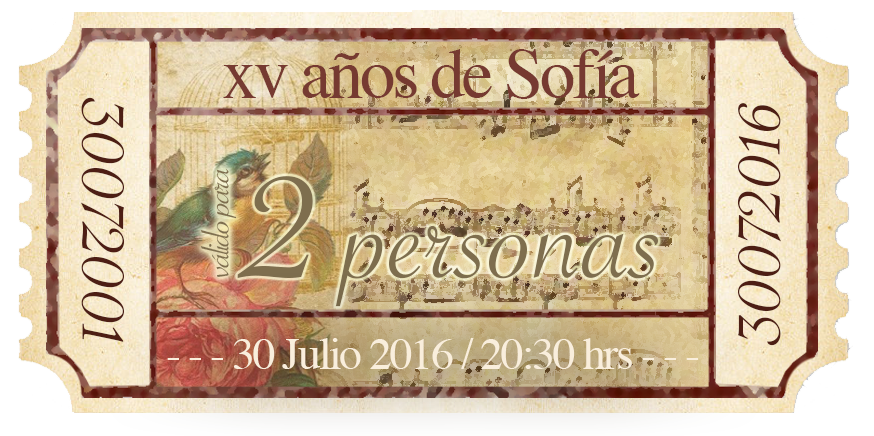 xv años de Sofía
30072001
válido para
2 personas
30072016
- - - 30 Julio 2016 / 20:30 hrs - - -